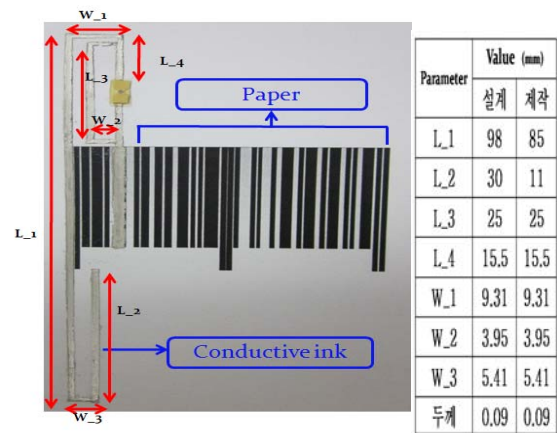 W_1
L_4
L_3
W_2
Paper
L_1
L_2
Conductive ink
W_3
Parameter Value (mm)
설계 제작
L_1 98 85
L_2 30 11
L_3 25 25
L_4 15.5 15.5
W_1 9.31 9.31
W_2 3.95 3.95
W_3 5.41 5.41
두께 0.09 0.09